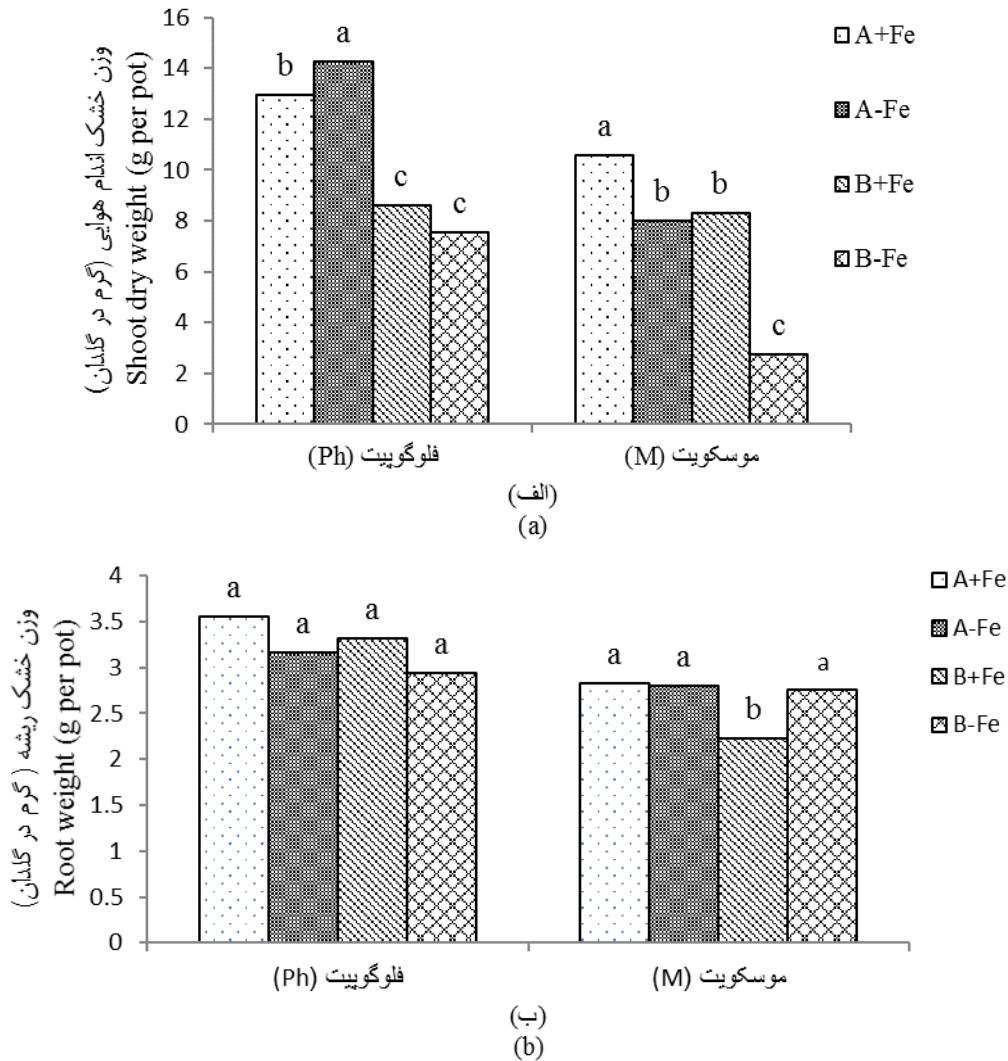 وزن خشک اندام هوایی (گرم در گلدان)
Shoot dry weight (g per pot)
16
14
12
10
8
6
4
2
0
b
a
c
c
a
b
b
c
A+Fe
A-Fe
B+Fe
B-Fe
فلوگوپیت (Ph)
موسکویت (M)
(الف)
(a)
وزن خشک ریشه (گرم در گلدان)
Root weight (g per pot)
4
3.5
3
2.5
2
1.5
1
0.5
0
a
a
a
a
a
a
b
a
A+Fe
A-Fe
B+Fe
B-Fe
فلوگوپیت (Ph)
موسکویت (M)
(ب)
(b)